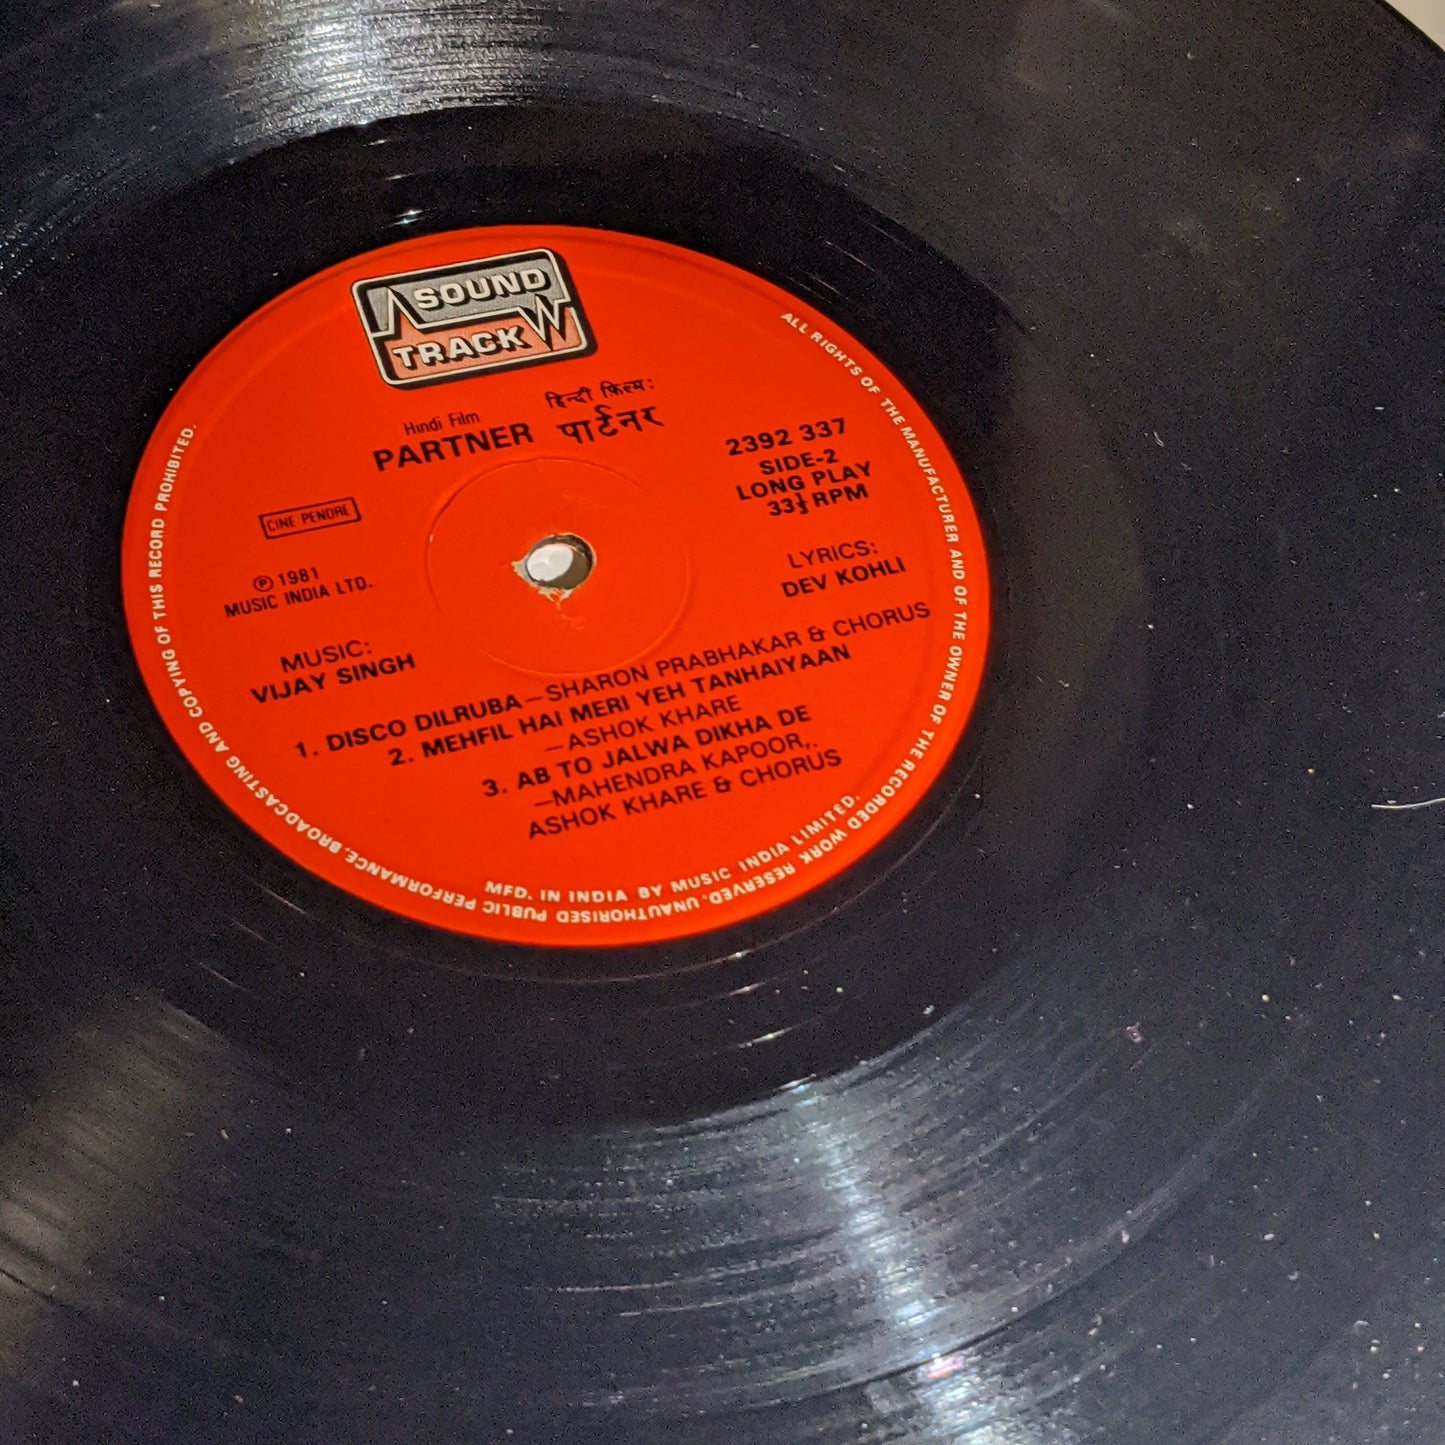 SOUND
TRACK
Hindi Film
PARTNER
हिन्दी फ़िल्म:
पार्टनर
2392 337
SIDE-2
LONG PLAY
33⅓ RPM
CINE PENDRE
Ⓟ 1981
MUSIC INDIA LTD.
LYRICS:
DEV KOHLI
MUSIC:
VIJAY SINGH
1. DISCO DILRUBA – SHARON PRABHAKAR & CHORUS
2. MEHFIL HAI MERI YEH TANHAIYAAN
– ASHOK KHARE
3. AB TO JALWA DIKHA DE
– MAHENDRA KAPOOR,
ASHOK KHARE & CHORUS
MFD. IN INDIA BY MUSIC INDIA LIMITED.
ALL RIGHTS OF THE MANUFACTURER AND OF THE OWNER OF THE RECORDED WORK RESERVED. UNAUTHORISED PUBLIC PERFORMANCE, BROADCASTING AND COPYING OF THIS RECORD PROHIBITED.